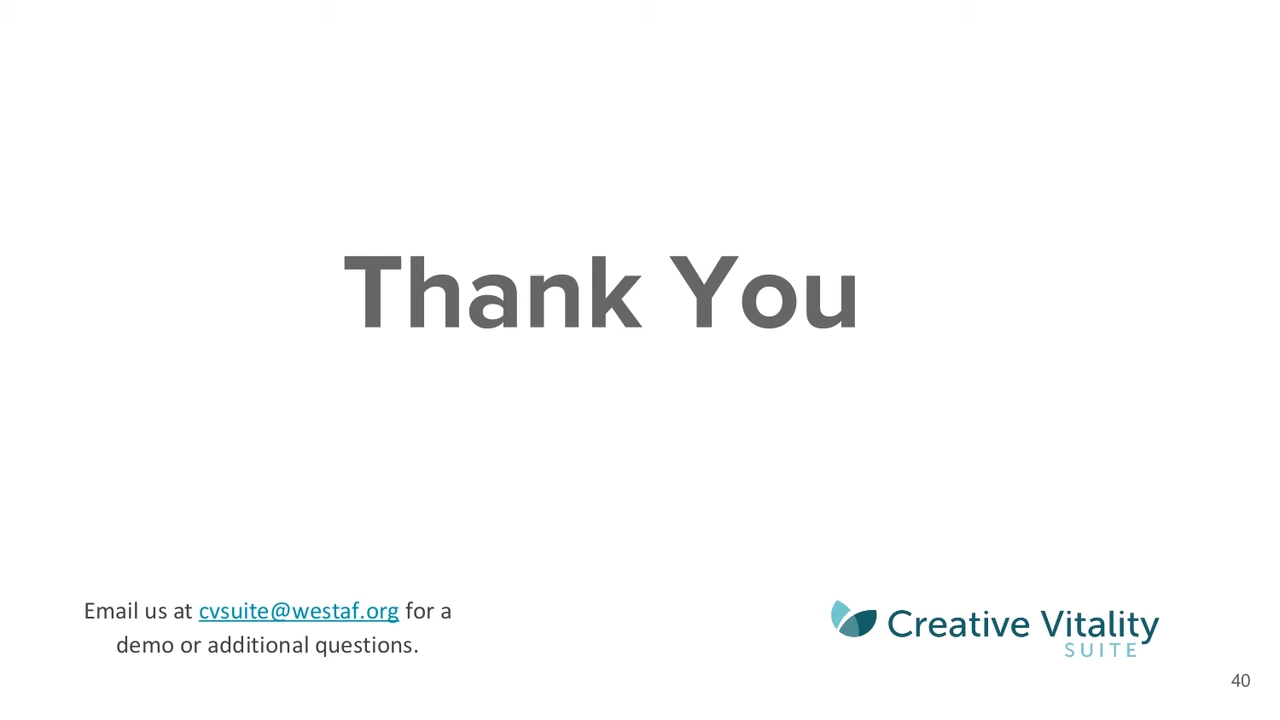 Thank You
Email us at cvsuite@westaf.org for a
demo or additional questions.
Creative Vitality
SUITE
40